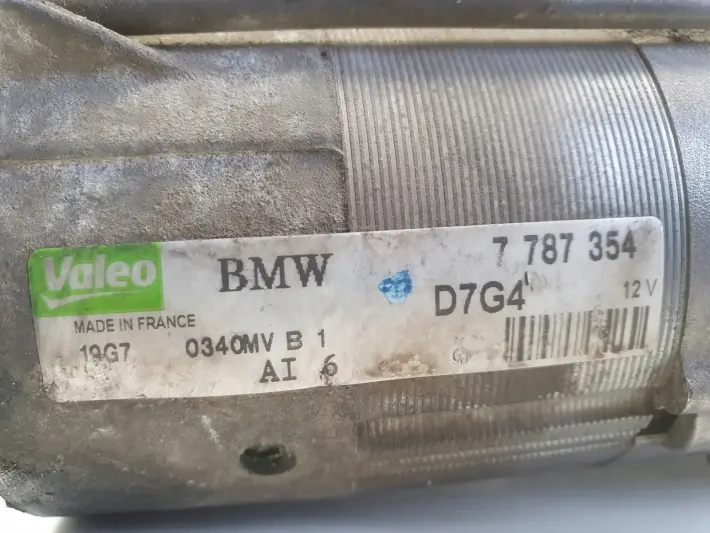 Valeo
BMW
7 787 354
D7G4
12 V
MADE IN FRANCE
19G7 0340MV B 1
AI 6